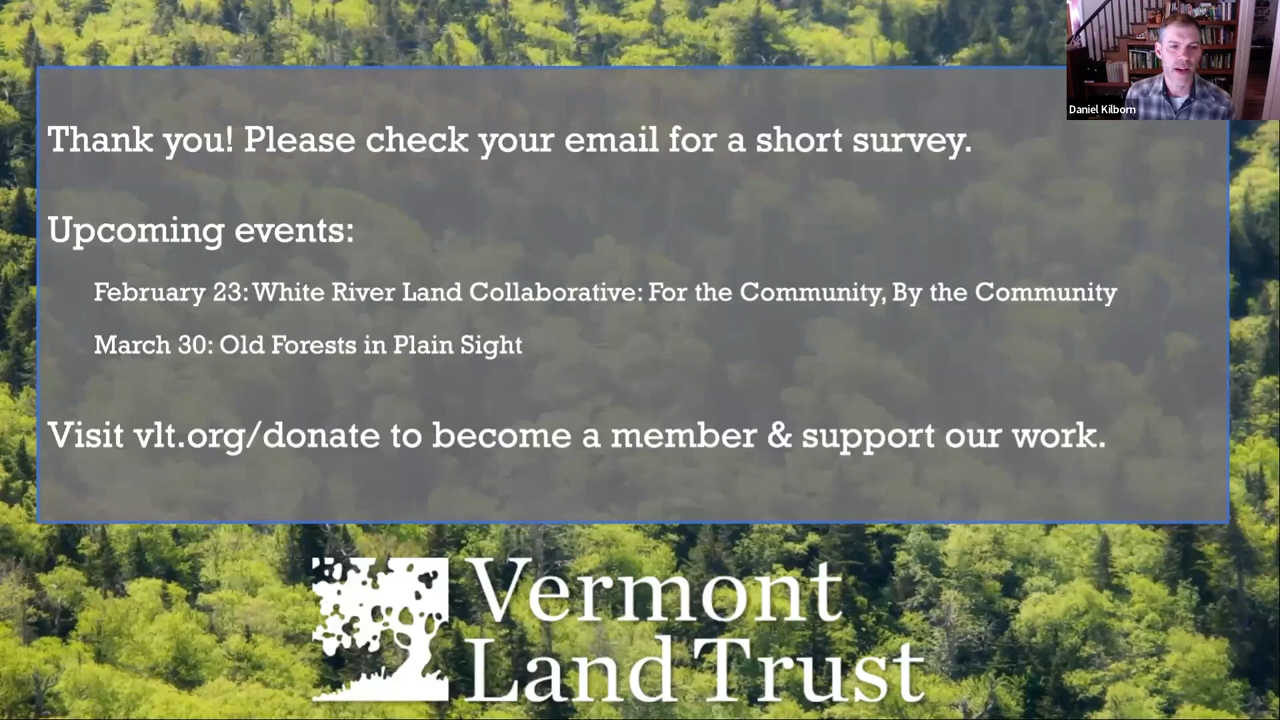 Daniel Kilborn
Thank you! Please check your email for a short survey.
Upcoming events:
February 23: White River Land Collaborative: For the Community, By the Community
March 30: Old Forests in Plain Sight
Visit vlt.org/donate to become a member & support our work.
Vermont
Land Trust